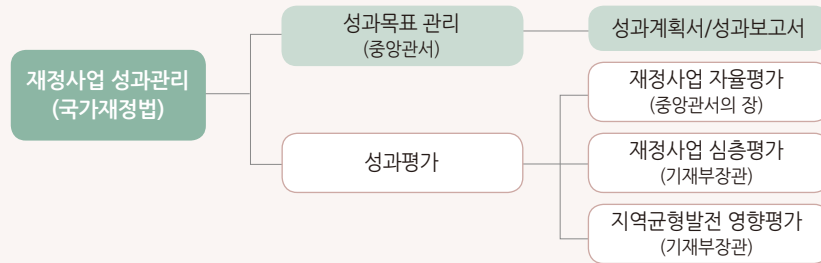 재정사업 성과관리
(국가재정법)
성과목표 관리
(중앙관서)
성과계획서/성과보고서
성과평가
재정사업 자율평가
(중앙관서의 장)
재정사업 심층평가
(기재부장관)
지역균형발전 영향평가
(기재부장관)